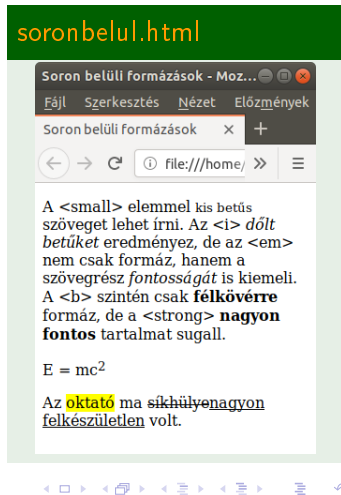 soronbelul.html
Soron belüli formázások - Moz...
Fájl Szerkesztés Nézet Előzmények
Soron belüli formázások × +
file:///home/
A <small> elemmel kis betűs
szöveget lehet írni. Az <i> dőlt
betűket eredményez, de az <em>
nem csak formáz, hanem a
szövegrész fontosságát is kiemeli.
A <b> szintén csak félkövérre
formáz, de a <strong> nagyon
fontos tartalmat sugall.
E = mc²
Az oktató ma síkhülyenagyon
felkészületlen volt.